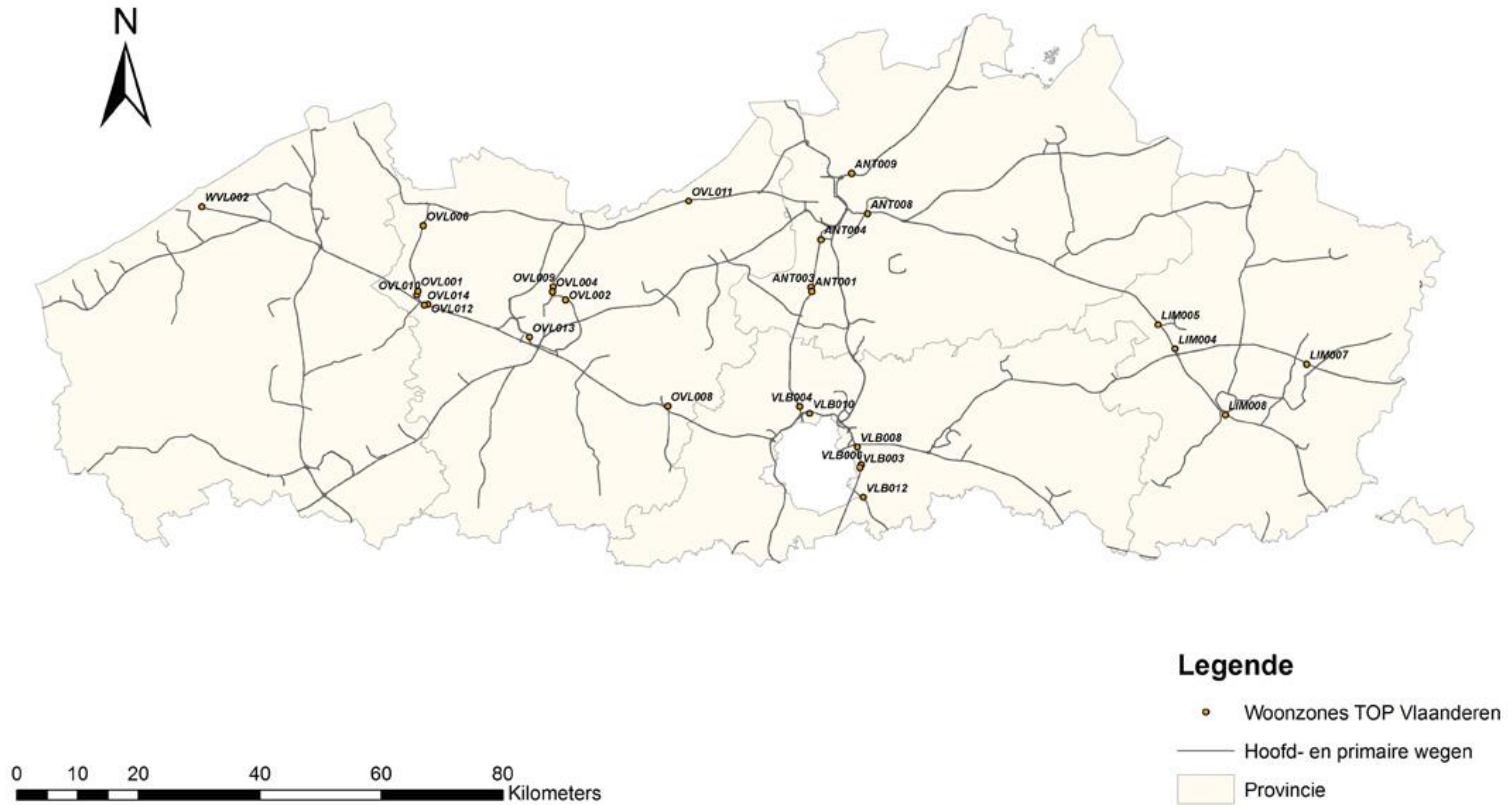 N
ANT009
WVL002
OVL011
ANT008
OVL006
ANT004
ANT003
ANT001
OVL009
OVL004
OVL010
OVL001
OVL002
OVL014
OVL012
OVL013
LIM005
LIM004
LIM007
OVL008
VLB004
VLB010
LIM008
VLB008
VLB003
VLB012
Legende
Woonzones TOP Vlaanderen
Hoofd- en primaire wegen
Provincie
0 10 20 40 60 80
Kilometers